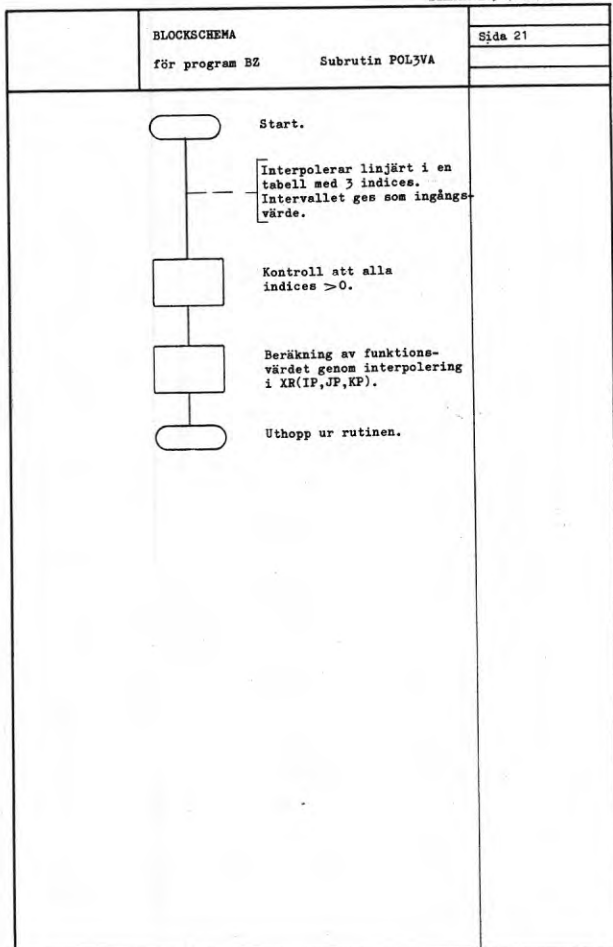 BLOCKSCHEMA
Sida 21
för program BZ Subrutin POL3VA
Start.
Interpolerar linjärt i en
tabell med 3 indices.
Intervallet ges som ingångs-
värde.
Kontroll att alla
indices >0.
Beräkning av funktions-
värdet genom interpolering
i XR(IP,JP,KP).
Uthopp ur rutinen.